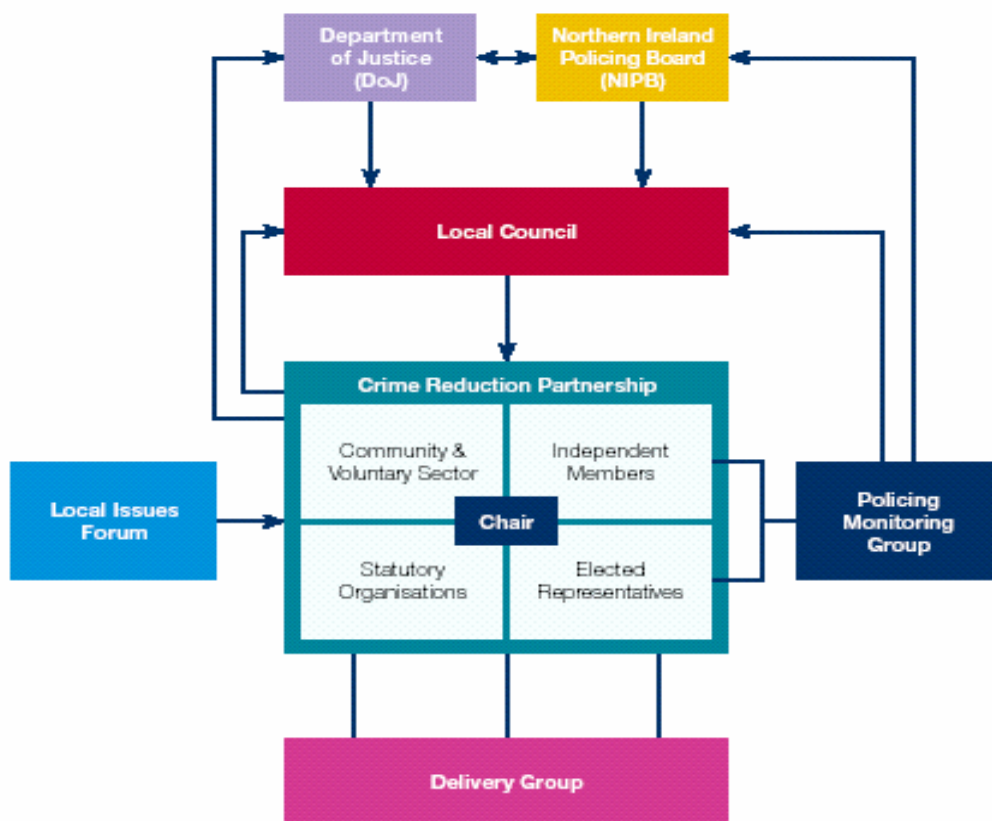 Department
of Justice
(DoJ)
Northern Ireland
Policing Board
(NIPB)
Local Council
Crime Reduction Partnership
Community &
Voluntary Sector
Independent
Members
Chair
Statutory
Organisations
Elected
Representatives
Local Issues
Forum
Policing
Monitoring
Group
Delivery Group